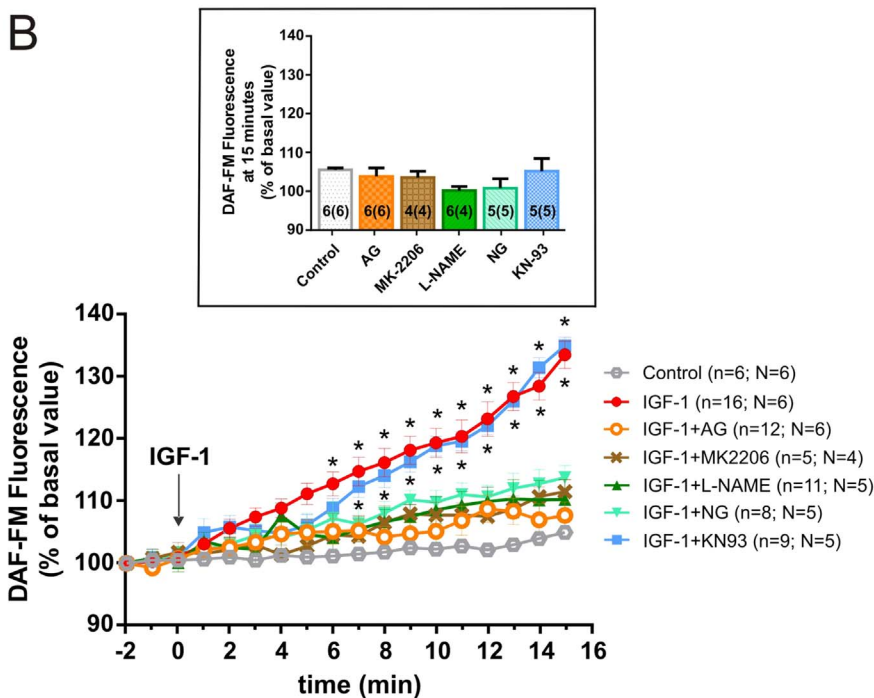 B
DAF-FM Fluorescence
at 15 minutes
(% of basal value)
140
130
120
110
100
90
6(6) 6(6) 4(4) 6(4) 5(5) 5(5)
Control AG MK-2206 L-NAME NG KN-93
DAF-FM Fluorescence
(% of basal value)
140
130
120
110
100
90
IGF-1
* * * * * * * * * *
* * * * * * * * *
-2 0 2 4 6 8 10 12 14 16
time (min)
Control (n=6; N=6)
IGF-1 (n=16; N=6)
IGF-1+AG (n=12; N=6)
IGF-1+MK2206 (n=5; N=4)
IGF-1+L-NAME (n=11; N=5)
IGF-1+NG (n=8; N=5)
IGF-1+KN93 (n=9; N=5)